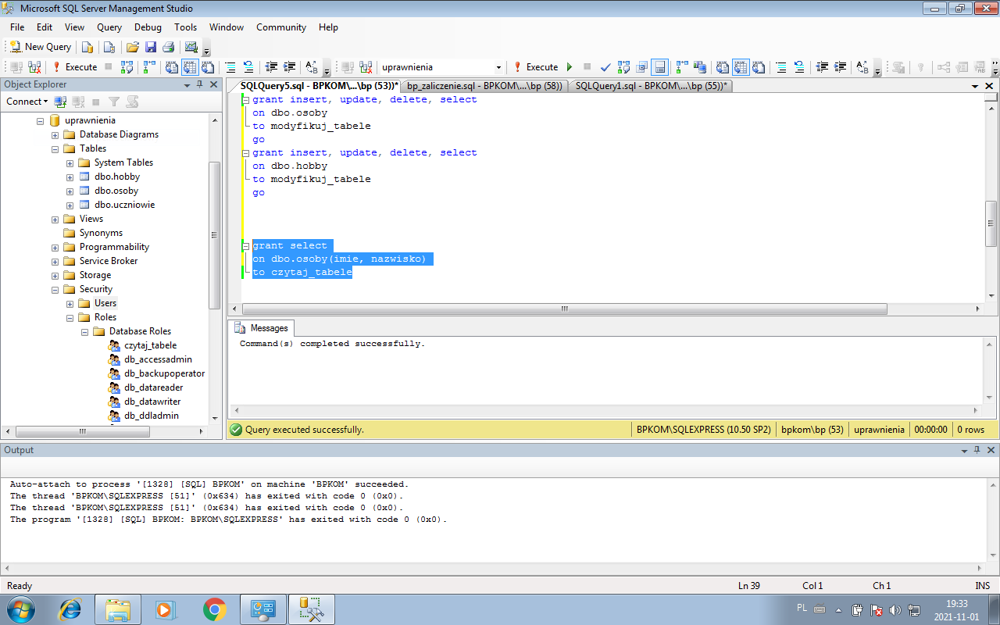 Microsoft SQL Server Management Studio
File Edit View Query Debug Tools Window Community Help
New Query
Execute uprawnienia Execute
Object Explorer
Connect
uprawnienia
Database Diagrams
Tables
System Tables
dbo.hobby
dbo.osoby
dbo.uczniowie
Views
Synonyms
Programmability
Service Broker
Storage
Security
Users
Roles
Database Roles
czytaj_tabele
db_accessadmin
db_backupoperator
db_datareader
db_datawriter
db_ddladmin
SQLQuery5.sql - BPKOM\...\bp (53))* bp_zaliczenie.sql - BPKOM\...\bp (58)) SQLQuery1.sql - BPKOM\...\bp (55))*
grant insert, update, delete, select
on dbo.osoby
to modyfikuj_tabele
go
grant insert, update, delete, select
on dbo.hobby
to modyfikuj_tabele
go
grant select
on dbo.osoby(imie, nazwisko)
to czytaj_tabele
Messages
Command(s) completed successfully.
Query executed successfully. BPKOM\SQLEXPRESS (10.50 SP2) bpkom\bp (53) uprawnienia 00:00:00 0 rows
Output
Auto-attach to process '[1328] [SQL] BPKOM' on machine 'BPKOM' succeeded.
The thread 'BPKOM\SQLEXPRESS [51]' (0x634) has exited with code 0 (0x0).
The thread 'BPKOM\SQLEXPRESS [51]' (0x634) has exited with code 0 (0x0).
The program '[1328] [SQL] BPKOM: BPKOM\SQLEXPRESS' has exited with code 0 (0x0).
Ready Ln 39 Col 1 Ch 1 INS
PL 19:33
2021-11-01